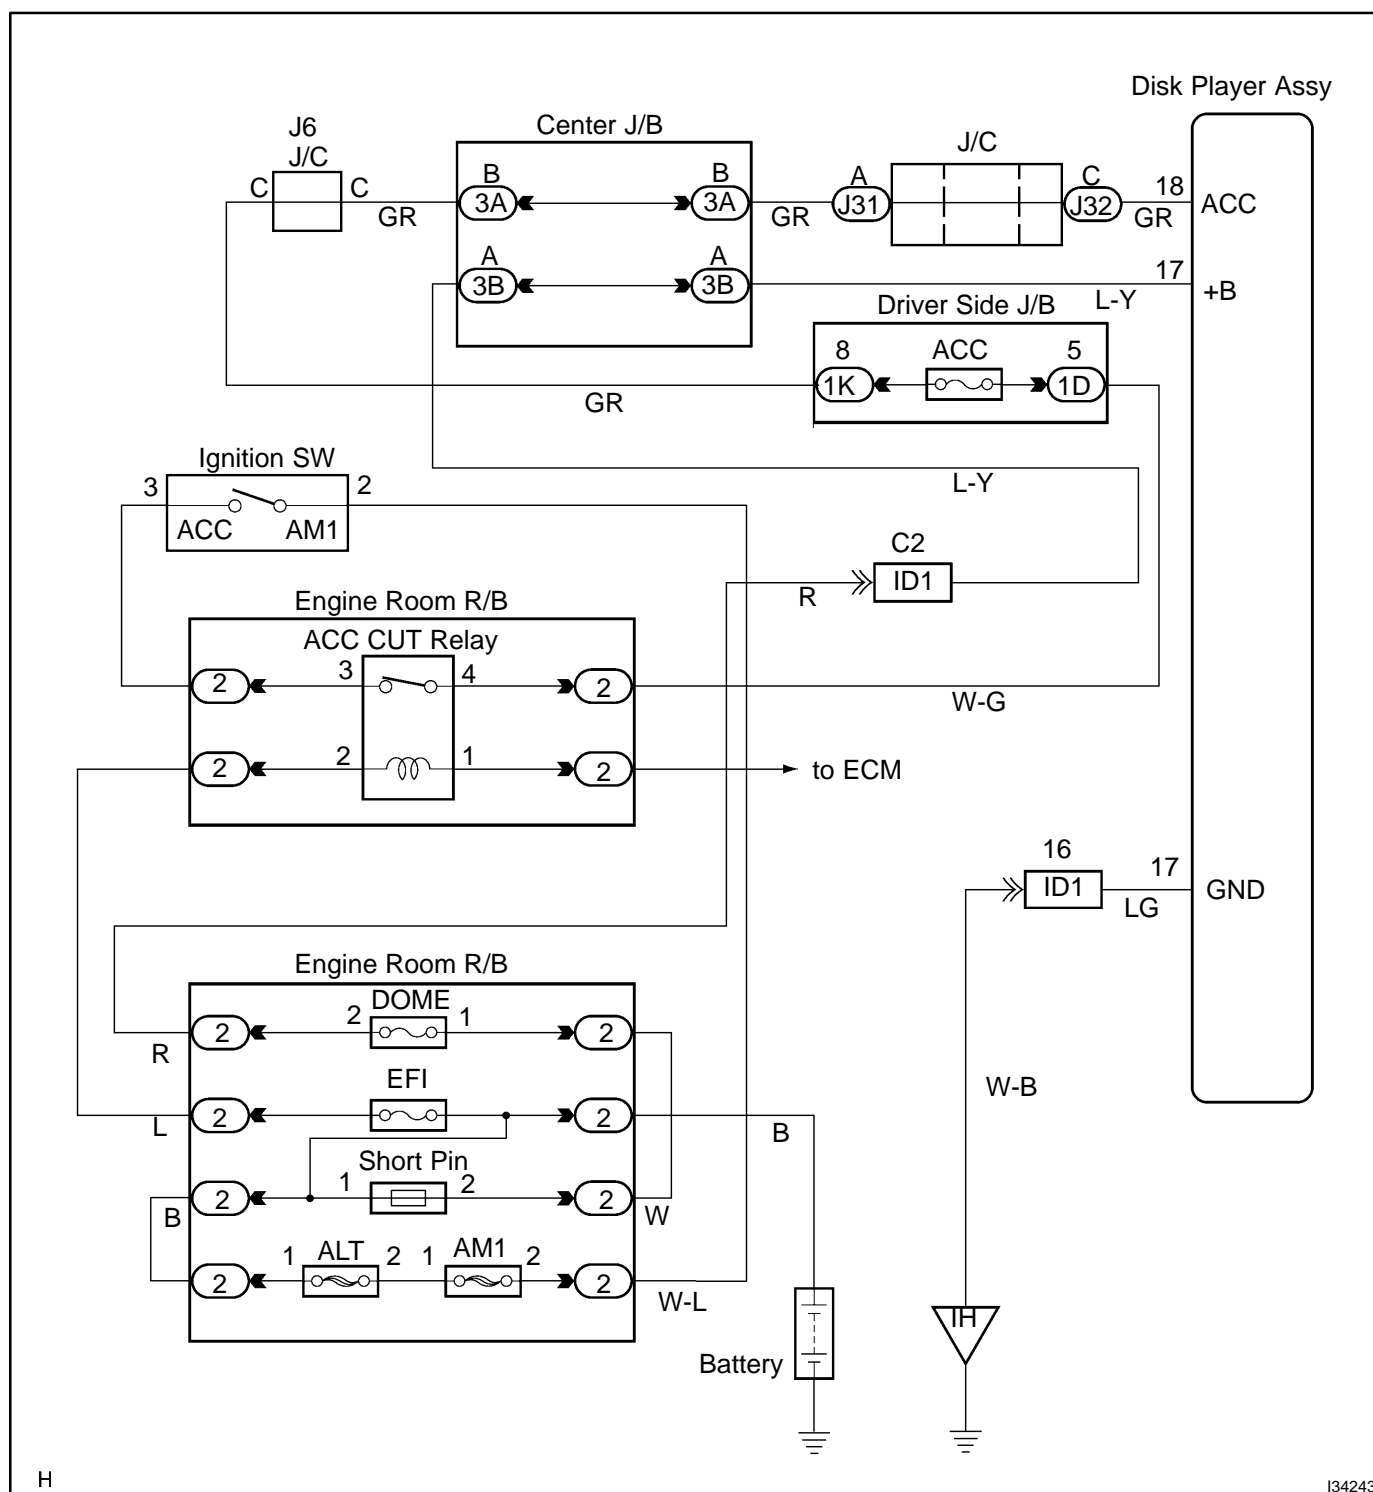 Disk Player Assy
J6
J/C
Center J/B
J/C
C
C
GR
B
3A
B
3A
GR
A
J31
C
J32
18
GR
ACC
A
3B
A
3B
17
L-Y
+B
Driver Side J/B
8
1K
ACC
5
1D
GR
Ignition SW
3
2
ACC
AM1
L-Y
C2
ID1
R
Engine Room R/B
ACC CUT Relay
2
3
4
2
W-G
2
2
1
2
to ECM
16
ID1
17
LG
GND
Engine Room R/B
DOME
2
2
1
2
R
EFI
2
2
L
B
W-B
Short Pin
2
1
2
2
B
W
ALT
AM1
2
1
2
1
2
2
W-L
Battery
IH
H
I34243